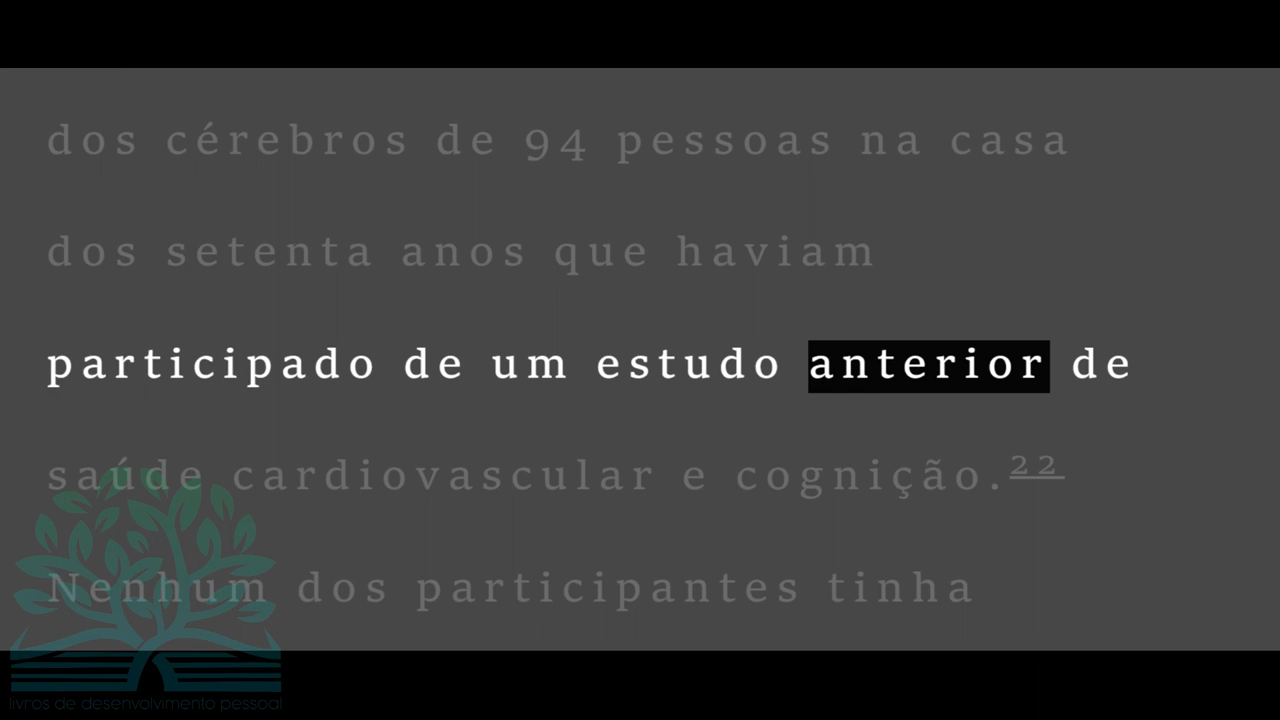 dos cérebros de 94 pessoas na casa
dos setenta anos que haviam
participado de um estudo anterior de
saúde cardiovascular e cognição.22
Nenhum dos participantes tinha
livros de desenvolvimento pessoal